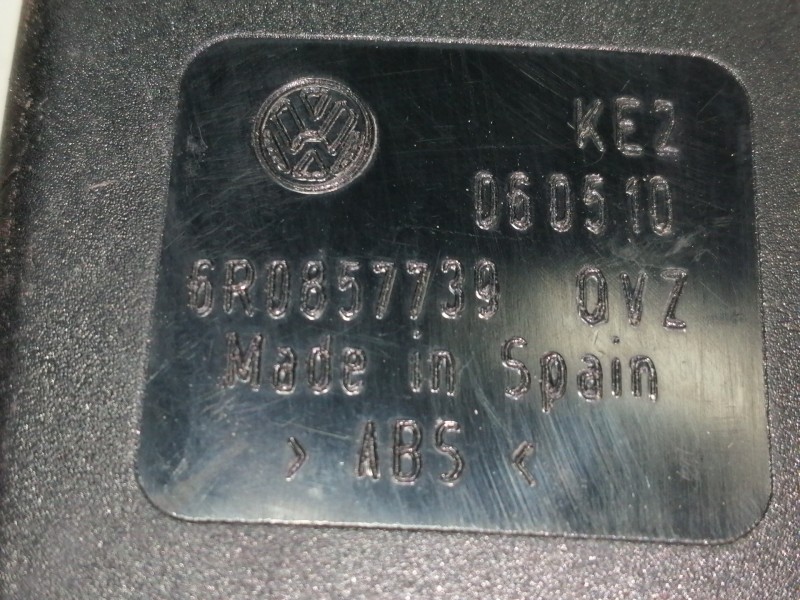 KE2
060510
6R0857739 QVZ
Made in Spain
> ABS <